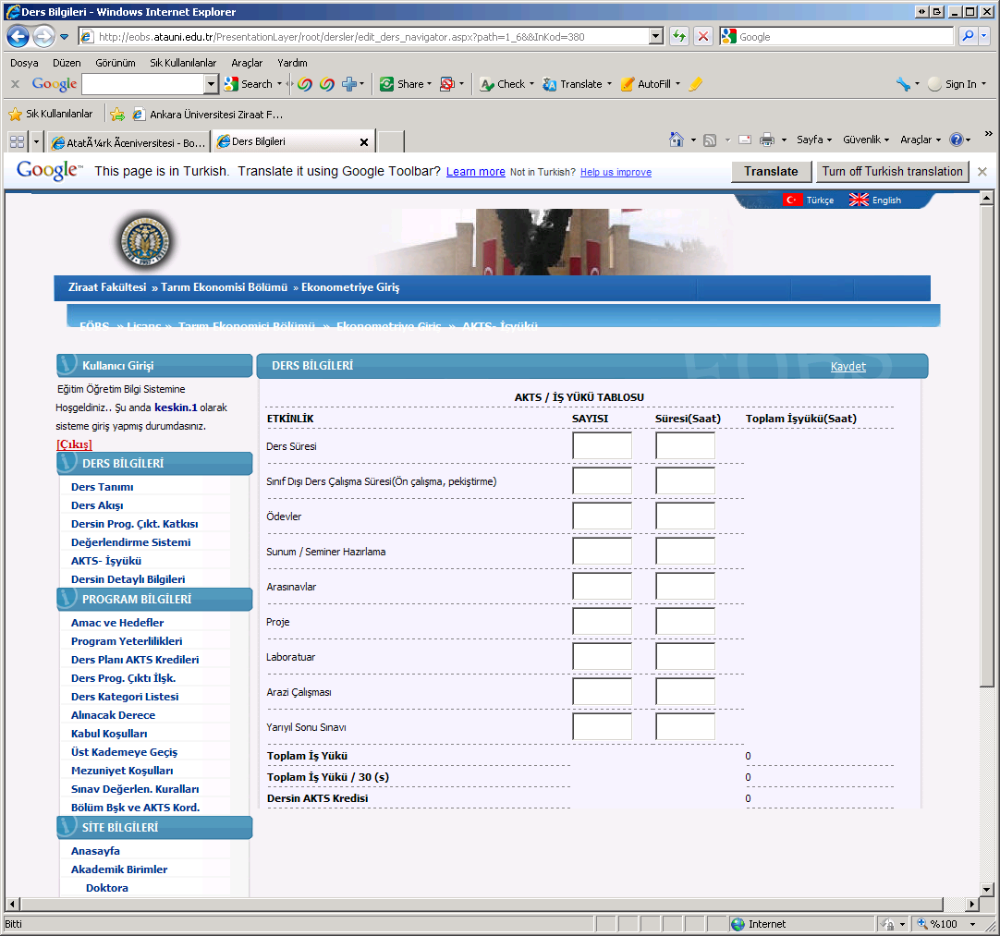 Ders Bilgileri - Windows Internet Explorer
http://eobs.atauni.edu.tr/PresentationLayer/root/dersler/edit_ders_navigator.aspx?path=1_6&&InKod=380
Google
Dosya Düzen Görünüm Sık Kullanılanlar Araçlar Yardım
x Google Search Share Check Translate AutoFill Sign In
Sık Kullanılanlar Ankara Üniversitesi Ziraat F...
AtatÃ¼rk Ãœniversitesi - Bo... Ders Bilgileri Sayfa Güvenlik Araçlar
Google™ This page is in Turkish. Translate it using Google Toolbar? Learn more Not in Turkish? Help us improve Translate Turn off Turkish translation
Türkçe English
Ziraat Fakültesi » Tarım Ekonomisi Bölümü » Ekonometriye Giriş
EÖBS » Lisans » Tarım Ekonomisi Bölümü » Ekonometriye Giriş » AKTS- İşyükü
Kullanıcı Girişi
Eğitim Öğretim Bilgi Sistemine
Hoşgeldiniz.. Şu anda keskin.1 olarak
sisteme giriş yapmış durumdasınız.
[Çıkış]
DERS BİLGİLERİ
Ders Tanımı
Ders Akışı
Dersin Prog. Çıkt. Katkısı
Değerlendirme Sistemi
AKTS- İşyükü
Dersin Detaylı Bilgileri
PROGRAM BİLGİLERİ
Amac ve Hedefler
Program Yeterlilikleri
Ders Planı AKTS Kredileri
Ders Prog. Çıktı İlşk.
Ders Kategori Listesi
Alınacak Derece
Kabul Koşulları
Üst Kademeye Geçiş
Mezuniyet Koşulları
Sınav Değerlen. Kuralları
Bölüm Bşk ve AKTS Kord.
SİTE BİLGİLERİ
Anasayfa
Akademik Birimler
Doktora
DERS BİLGİLERİ Kaydet
EOBS
AKTS / İŞ YÜKÜ TABLOSU
ETKİNLİK SAYISI Süresi(Saat) Toplam İşyükü(Saat)
Ders Süresi
Sınıf Dışı Ders Çalışma Süresi(Ön çalışma, pekiştirme)
Ödevler
Sunum / Seminer Hazırlama
Arasınavlar
Proje
Laboratuar
Arazi Çalışması
Yarıyıl Sonu Sınavı
Toplam İş Yükü 0
Toplam İş Yükü / 30 (s) 0
Dersin AKTS Kredisi 0
Bitti Internet %100